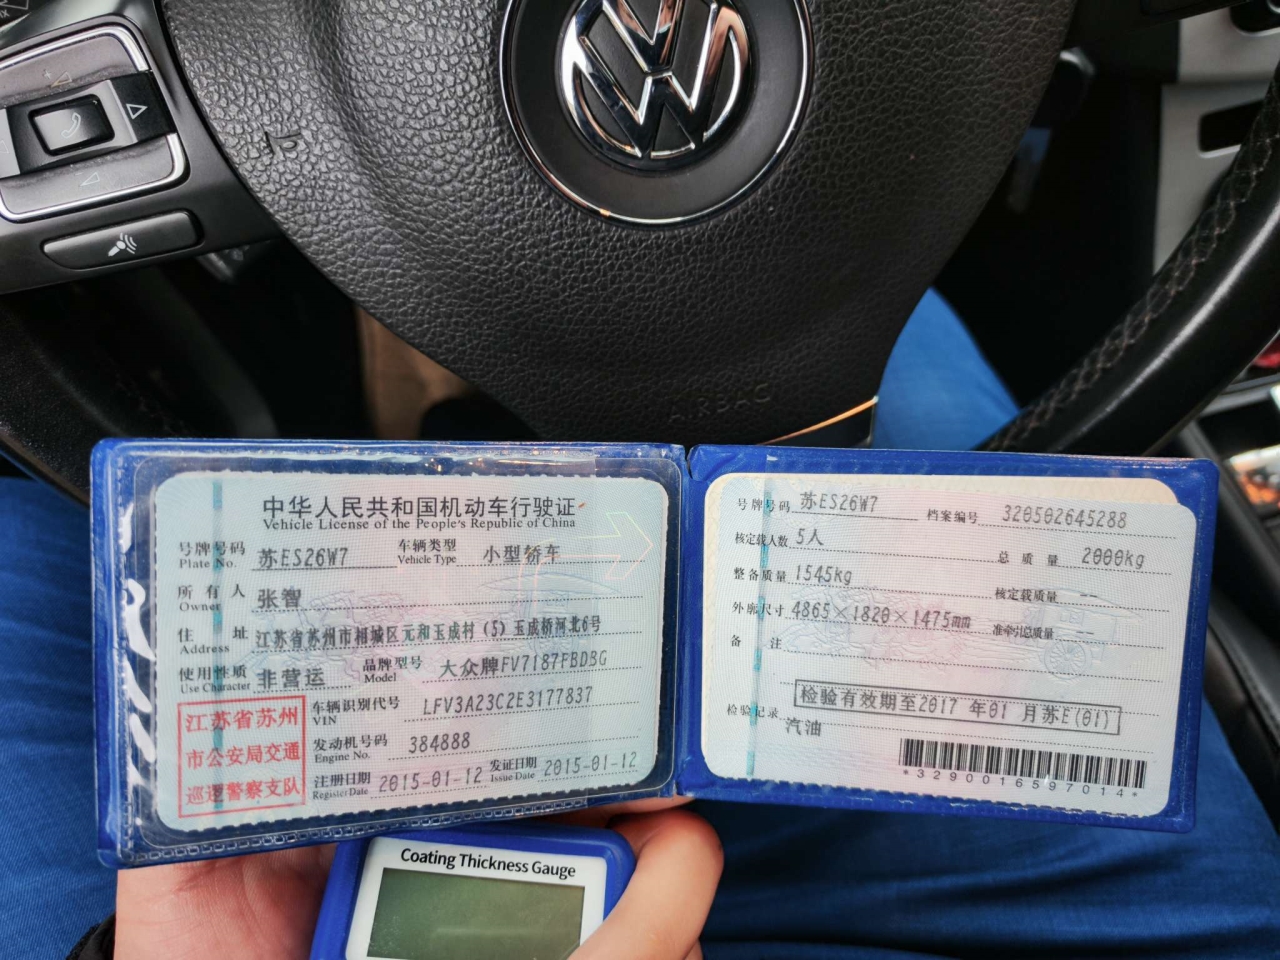 AIRBAG
中华人民共和国机动车行驶证
Vehicle License of the People's Republic of China
号牌号码 苏ES26W7 车辆类型 小型轿车
Plate No. Vehicle Type
所有人 张智
Owner
住址 江苏省苏州市相城区元和玉成村(5)玉成桥河北6号
Address
使用性质 非营运 品牌型号 大众牌FV7187FBDBG
Use Character Model
江苏省苏州
市公安局交通
巡逻警察支队
车辆识别代号 LFV3A23C2E3177837
VIN
发动机号码 384888
Engine No.
注册日期 2015-01-12 发证日期 2015-01-12
Register Date Issue Date
号牌号码 苏ES26W7 档案编号 320502645288
核定载人数 5人 总质量 2000kg
整备质量 1545kg 核定载质量 --
外廓尺寸 4865×1820×1475mm 准牵引总质量 --
备注
检验有效期至2017年01月苏E(01)
检验记录
汽油
*3290016597014*
Coating Thickness Gauge